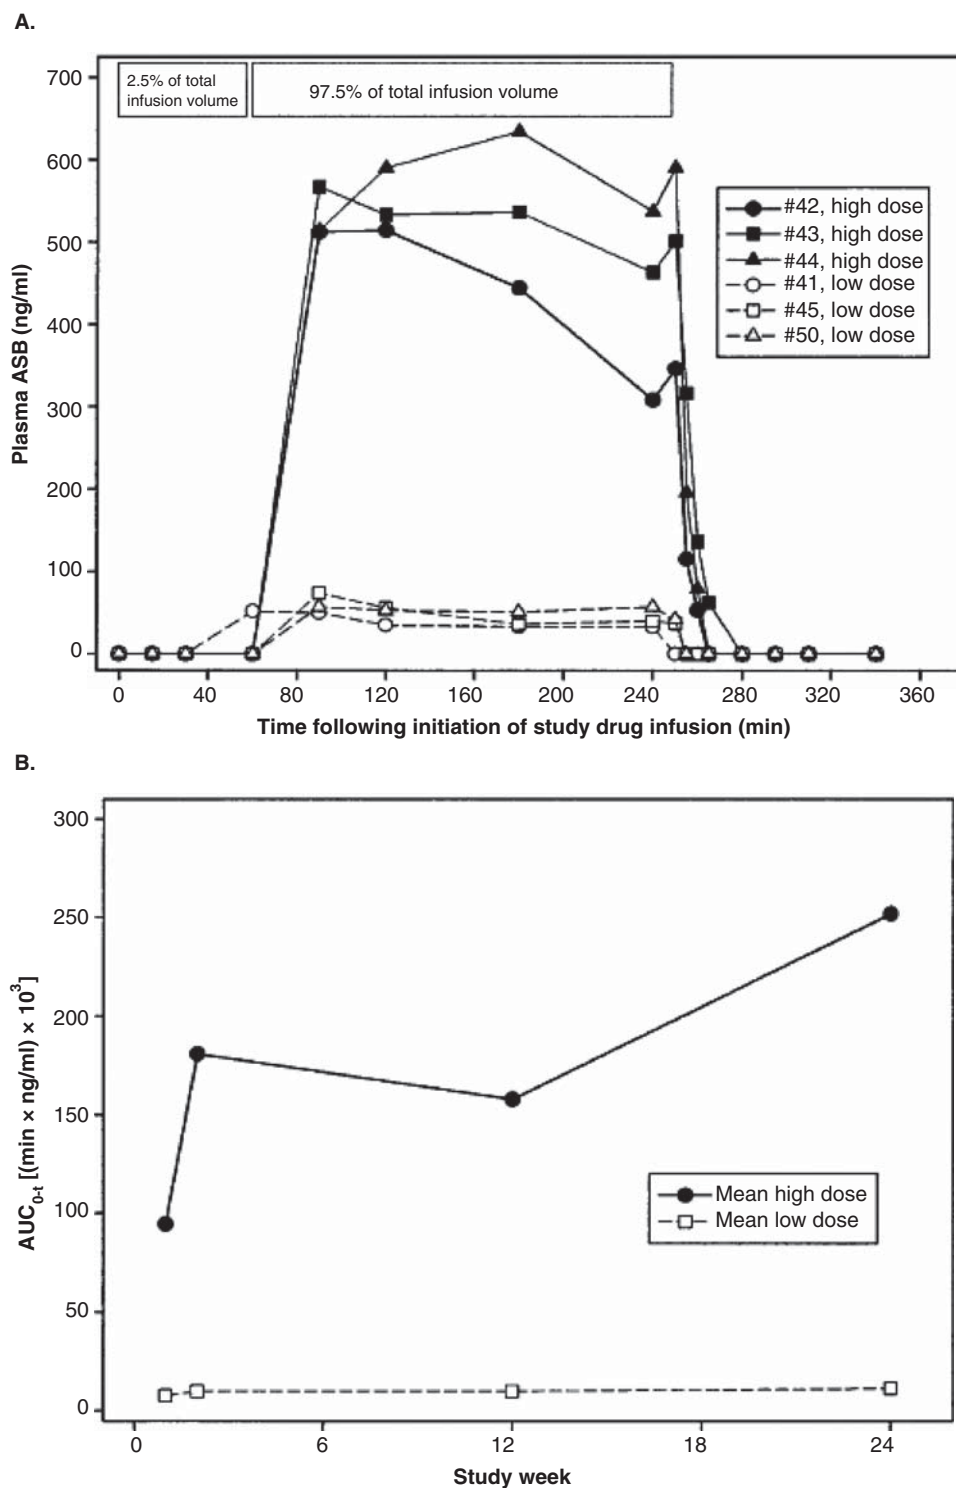 A.
2.5% of total
infusion volume
97.5% of total infusion volume
700
600
500
400
300
200
100
0
Plasma ASB (ng/ml)
#42, high dose
#43, high dose
#44, high dose
#41, low dose
#45, low dose
#50, low dose
0 40 80 120 160 200 240 280 320 360
Time following initiation of study drug infusion (min)
B.
300
250
200
150
100
50
0
AUC0-t [(min × ng/ml) × 10³]
Mean high dose
Mean low dose
0 6 12 18 24
Study week